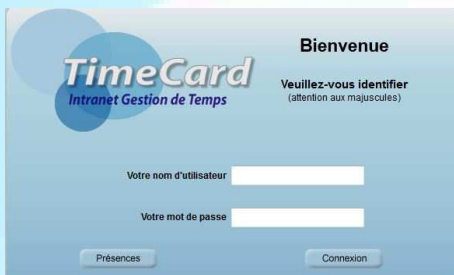 TimeCard
Intranet Gestion de Temps
Bienvenue
Veuillez-vous identifier
(attention aux majuscules)
Votre nom d'utilisateur
Votre mot de passe
Présences
Connexion